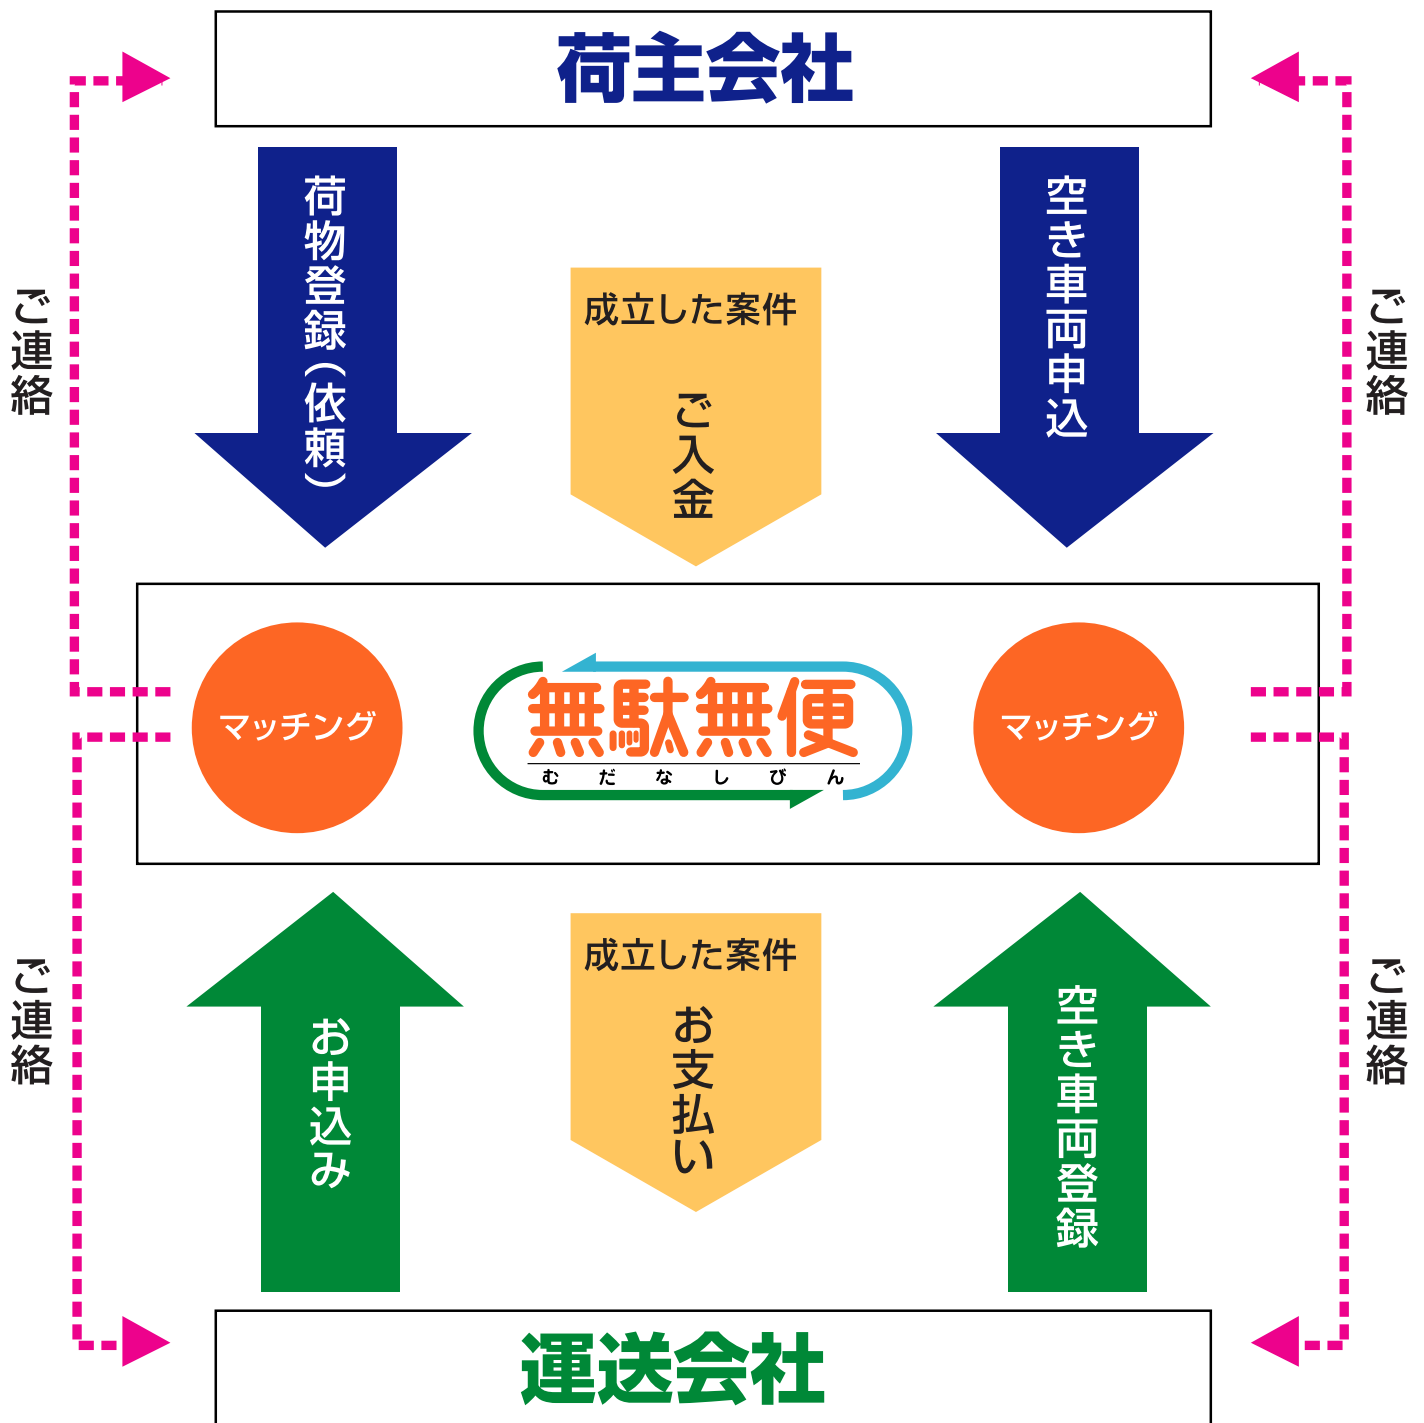 荷主会社
荷物登録（依頼）
空き車両申込
成立した案件
ご入金
ご連絡
ご連絡
マッチング
無駄無便
むだなしびん
マッチング
ご連絡
ご連絡
成立した案件
お支払い
お申込み
空き車両登録
運送会社